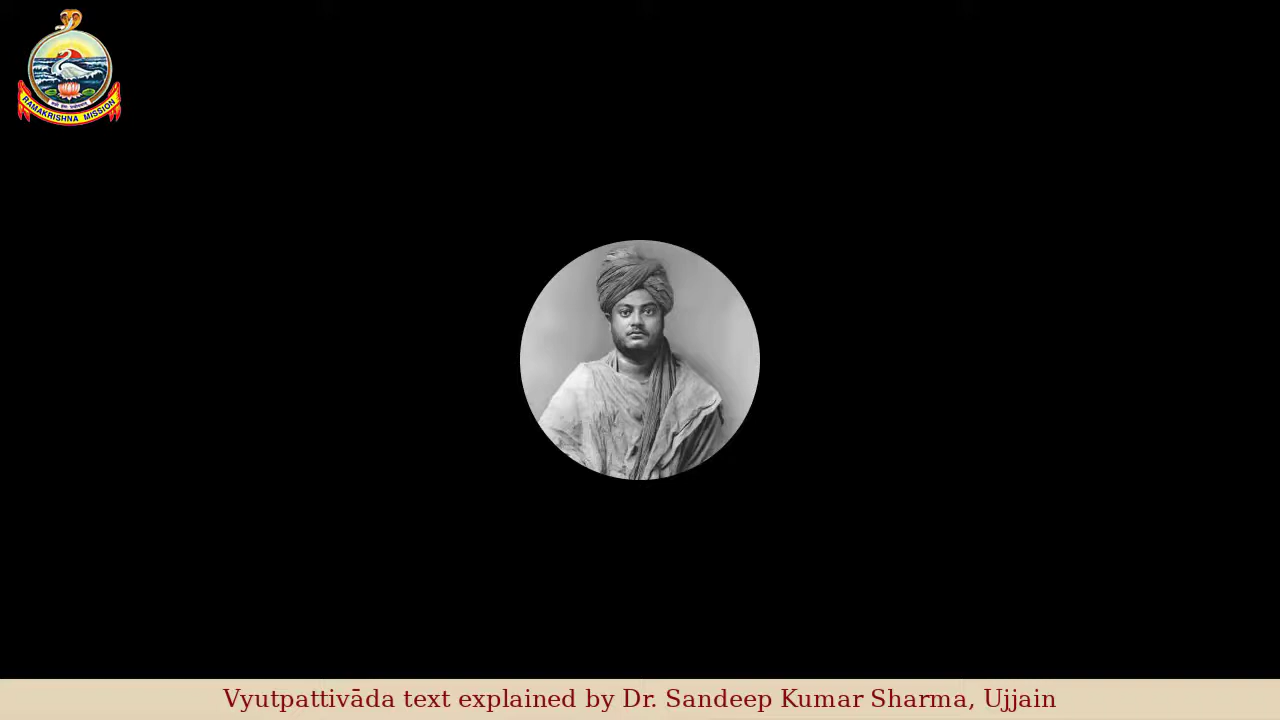 RAMAKRISHNA MISSION
Vyutpattivāda text explained by Dr. Sandeep Kumar Sharma, Ujjain